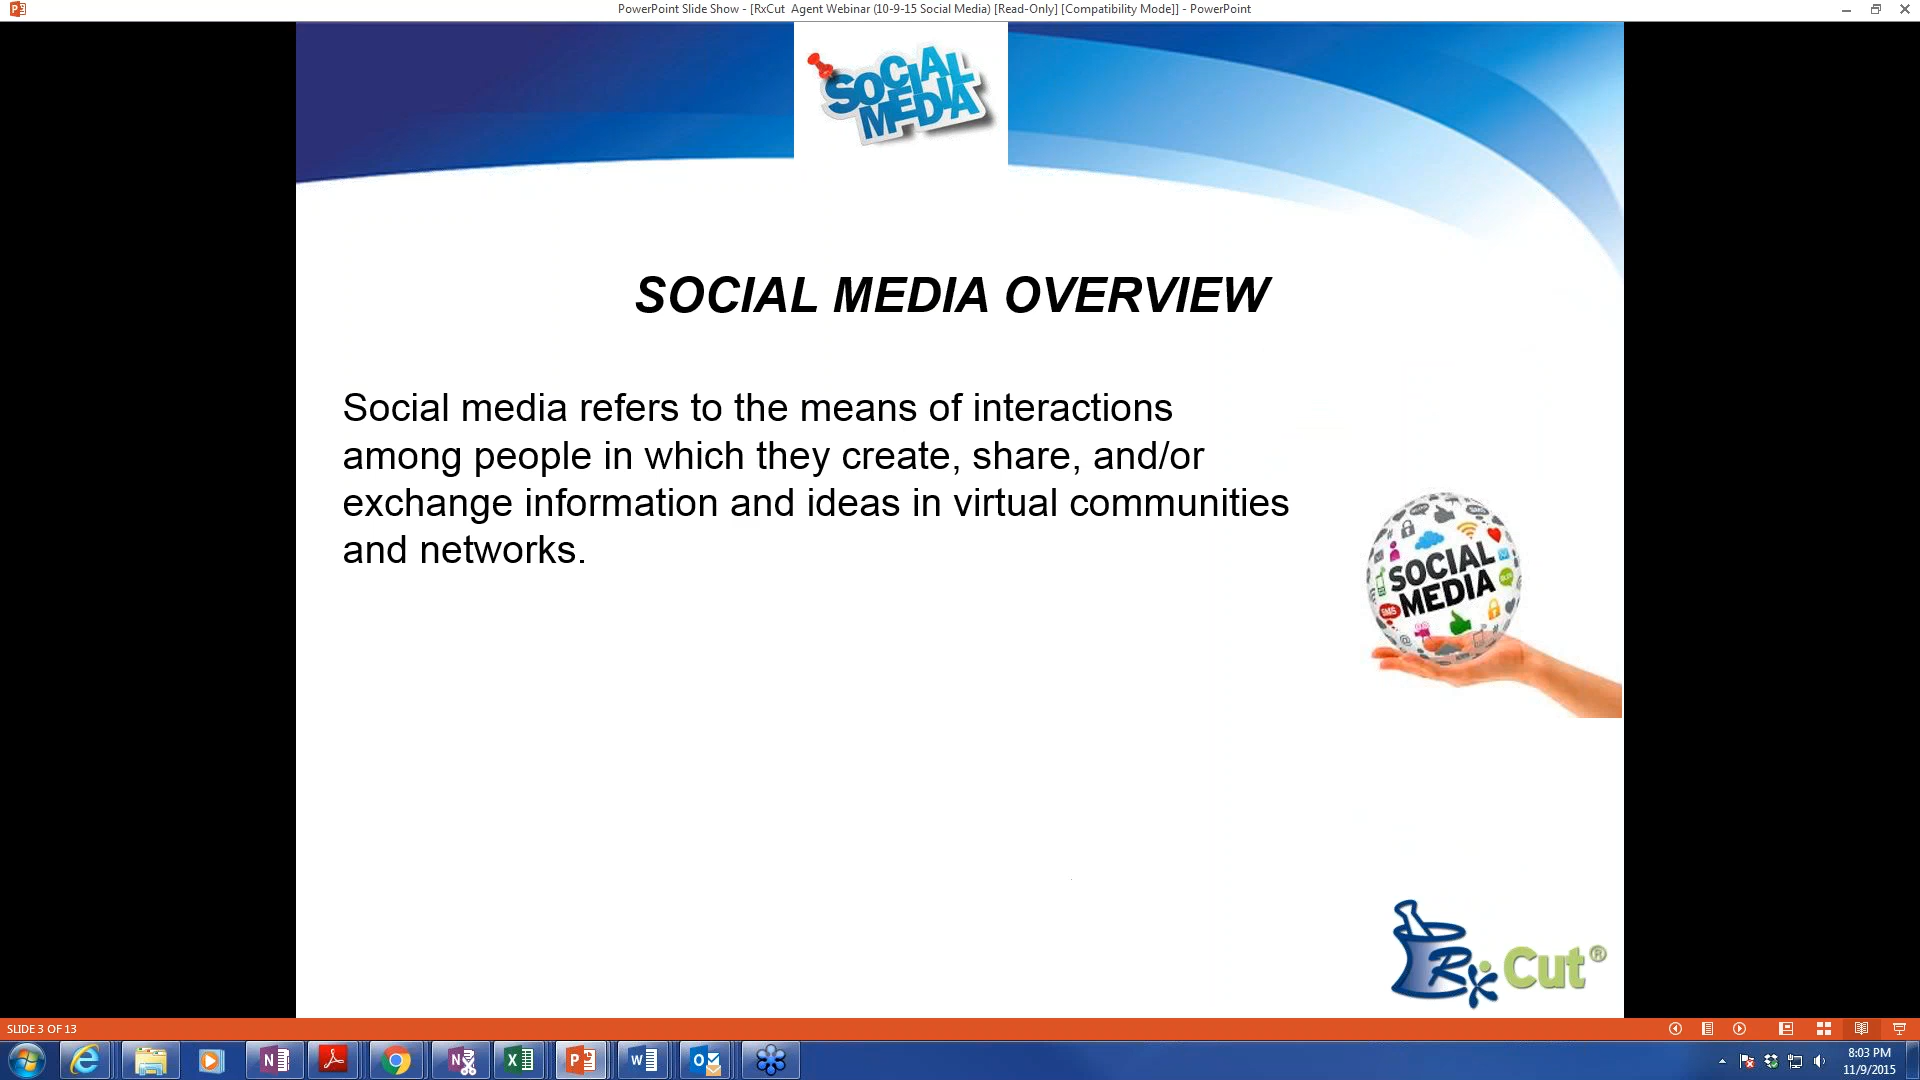 PowerPoint Slide Show - [RxCut  Agent Webinar (10-9-15 Social Media) [Read-Only] [Compatibility Mode]] - PowerPoint
SOCIAL
MEDIA
SOCIAL MEDIA OVERVIEW
Social media refers to the means of interactions
among people in which they create, share, and/or
exchange information and ideas in virtual communities
and networks.
SMS
SOCIAL
MEDIA
SMS
Rx Cut®
SLIDE 3 OF 13
8:03 PM
11/9/2015